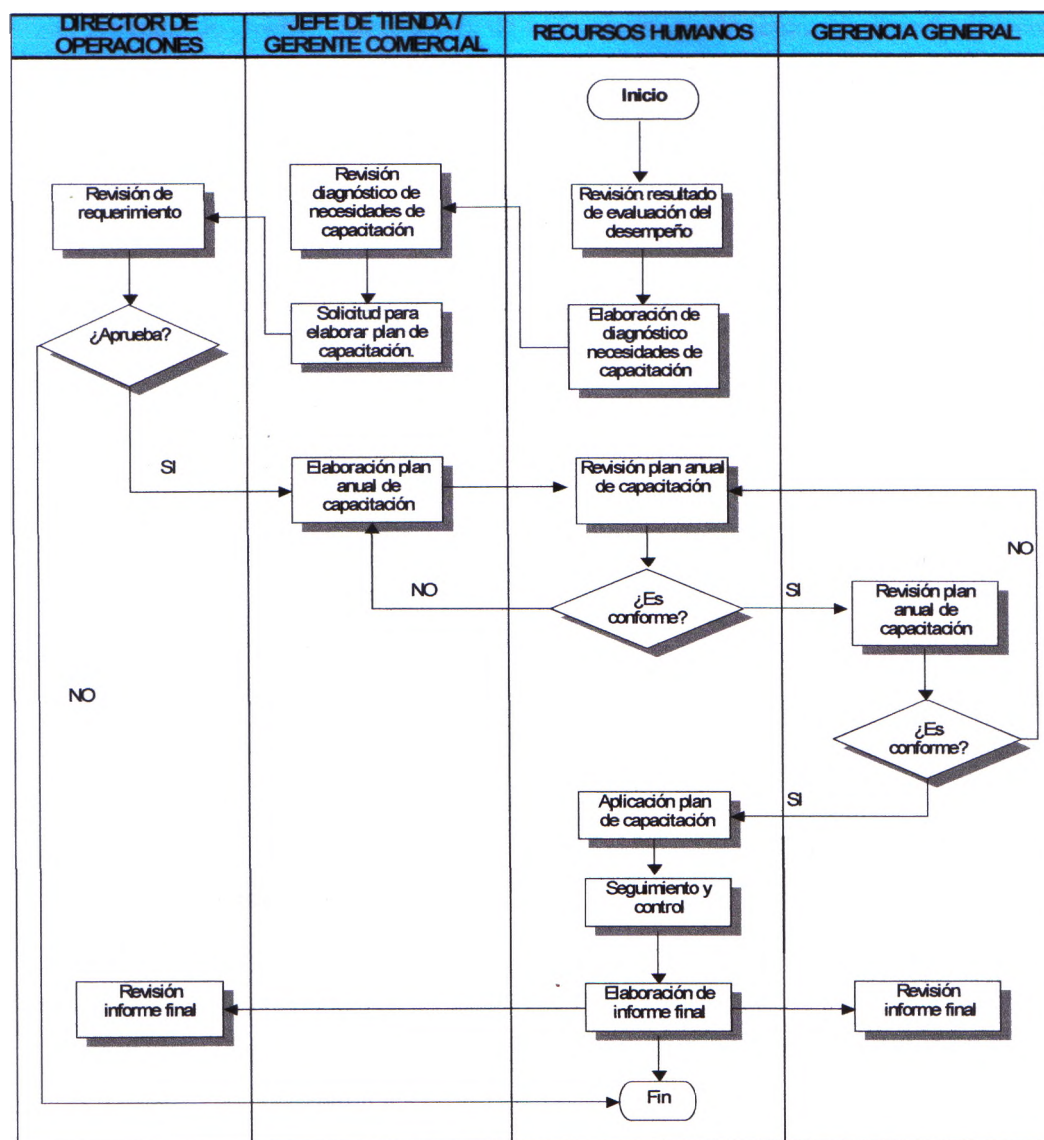 DIRECTOR DE
OPERACIONES
JEFE DE TIENDA /
GERENTE COMERCIAL
RECURSOS HUMANOS
GERENCIA GENERAL
Inicio
Revisión de
requerimiento
Revisión
diagnóstico de
necesidades de
capacitación
Revisión resultado
de evaluación del
desempeño
¿Aprueba?
Solicitud para
elaborar plan de
capacitación.
Elaboración de
diagnóstico
necesidades de
capacitación
SI
Elaboración plan
anual de
capacitación
Revisión plan anual
de capacitación
NO
NO
¿Es
conforme?
SI
Revisión plan
anual de
capacitación
NO
¿Es
conforme?
Aplicación plan
de capacitación
SI
Seguimiento y
control
Revisión
informe final
Elaboración de
informe final
Revisión
informe final
Fin